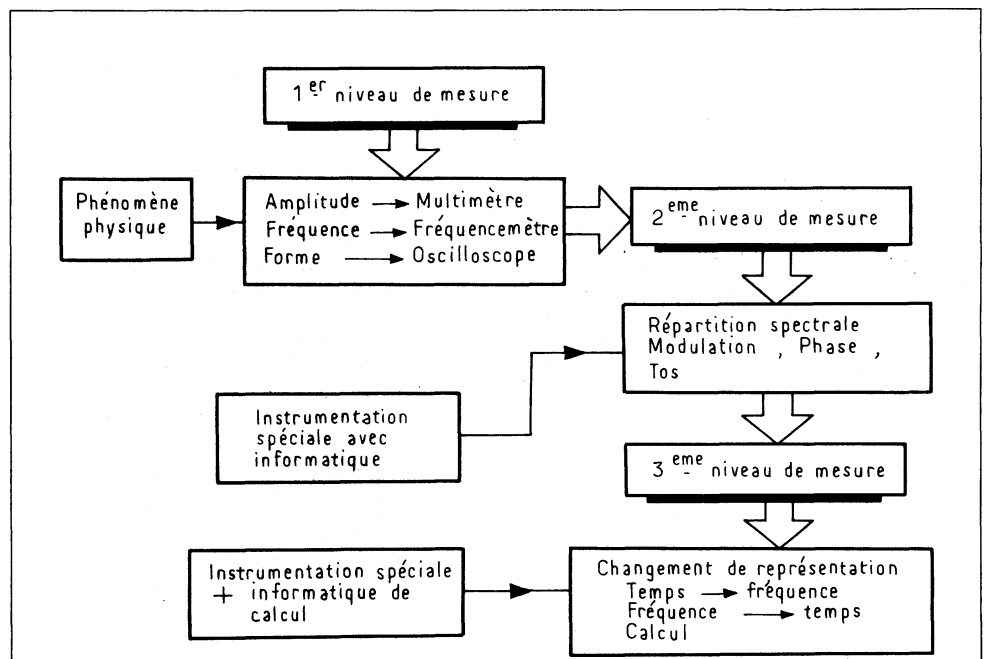 1er niveau de mesure
Phénomène
physique
Amplitude → Multimètre
Fréquence → Fréquencemètre
Forme → Oscilloscope
2eme niveau de mesure
Répartition spectrale
Modulation , Phase ,
Tos
Instrumentation
spéciale avec
informatique
3eme niveau de mesure
Instrumentation spéciale
+ informatique de
calcul
Changement de représentation
Temps → fréquence
Fréquence → temps
Calcul